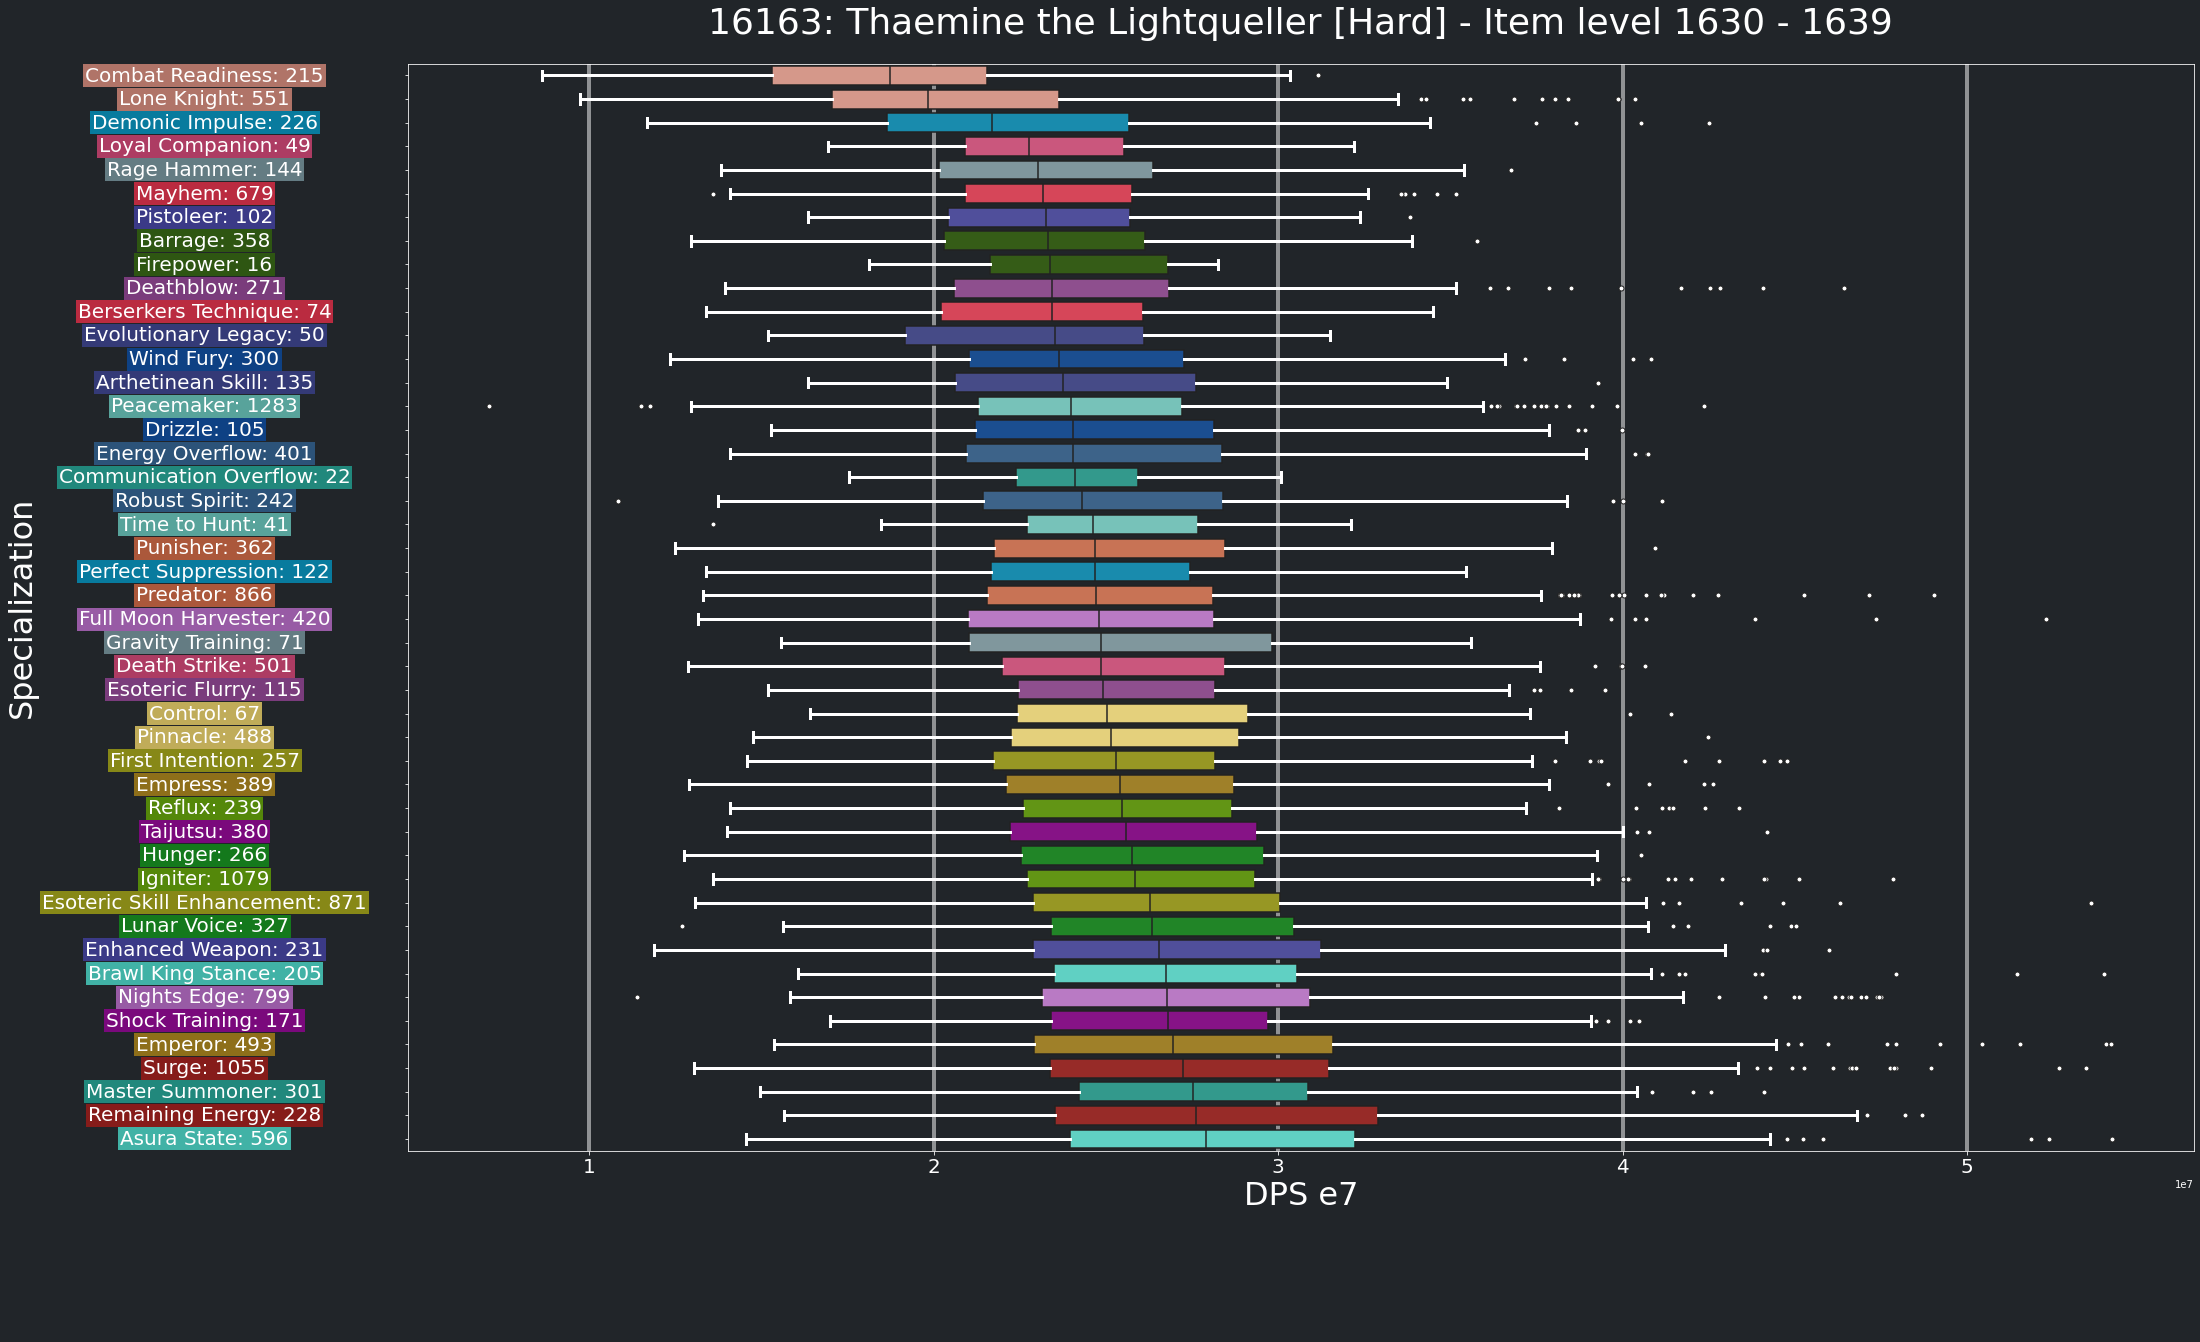 16163: Thaemine the Lightqueller [Hard] - Item level 1630 - 1639
Specialization
Combat Readiness: 215
Lone Knight: 551
Demonic Impulse: 226
Loyal Companion: 49
Rage Hammer: 144
Mayhem: 679
Pistoleer: 102
Barrage: 358
Firepower: 16
Deathblow: 271
Berserkers Technique: 74
Evolutionary Legacy: 50
Wind Fury: 300
Arthetinean Skill: 135
Peacemaker: 1283
Drizzle: 105
Energy Overflow: 401
Communication Overflow: 22
Robust Spirit: 242
Time to Hunt: 41
Punisher: 362
Perfect Suppression: 122
Predator: 866
Full Moon Harvester: 420
Gravity Training: 71
Death Strike: 501
Esoteric Flurry: 115
Control: 67
Pinnacle: 488
First Intention: 257
Empress: 389
Reflux: 239
Taijutsu: 380
Hunger: 266
Igniter: 1079
Esoteric Skill Enhancement: 871
Lunar Voice: 327
Enhanced Weapon: 231
Brawl King Stance: 205
Nights Edge: 799
Shock Training: 171
Emperor: 493
Surge: 1055
Master Summoner: 301
Remaining Energy: 228
Asura State: 596
1 2 3 4 5
1e7
DPS e7